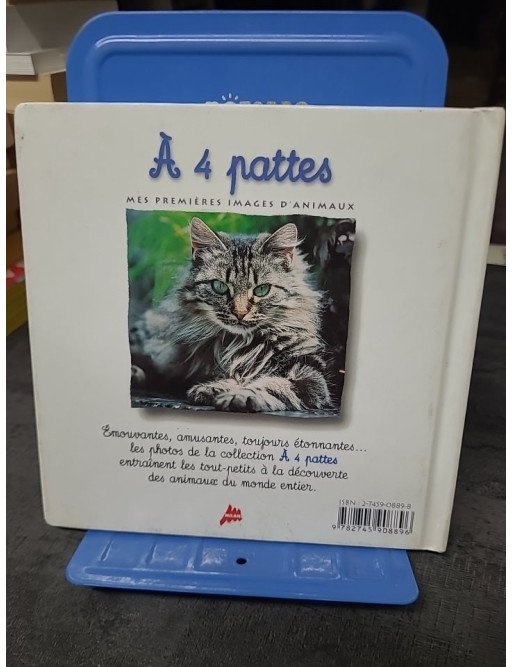 À 4 pattes
MES PREMIÈRES IMAGES D'ANIMAUX
Émouvantes, amusantes, toujours étonnantes...
les photos de la collection À 4 pattes
entraînent les tout-petits à la découverte
des animaux du monde entier.
ISBN : 2-7459-0889-8
9 782745 908896
MILAN